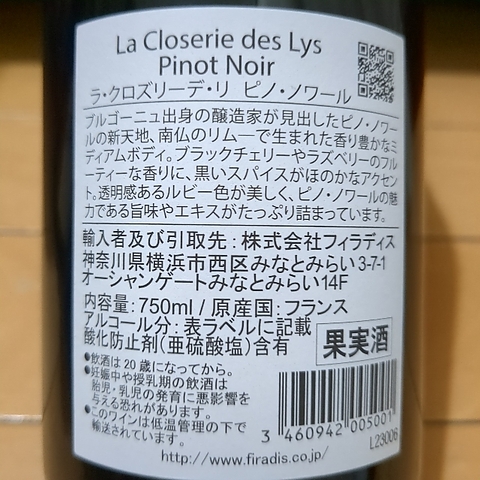 La Closerie des Lys
Pinot Noir
ラ・クロズリーデ・リ ピノ・ノワール
ブルゴーニュ出身の醸造家が見出したピノ・ノワー
ルの新天地、南仏のリムーで生まれた香り豊かなミ
ディアムボディ。ブラックチェリーやラズベリーのフルー
ティーな香りに、黒いスパイスがほのかなアクセン
ト。透明感あるルビー色が美しく、ピノ・ノワールの魅
力である旨味やエキスがたっぷり詰まっています。
輸入者及び引取先：株式会社フィラディス
神奈川県横浜市西区みなとみらい3-7-1
オーシャンゲートみなとみらい14F
内容量：750ml / 原産国：フランス
アルコール分：表ラベルに記載
酸化防止剤（亜硫酸塩）含有
果実酒
●飲酒は20歳になってから。
●妊娠中や授乳期の飲酒は
胎児・乳児の発育に悪影響を
与える恐れがあります。
●このワインは低温管理の下で
輸送されています。
3 460942 005001
L23006
http://www.firadis.co.jp/